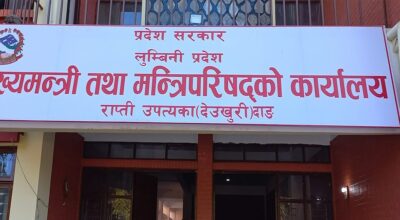 प्रदेश सरकार
लुम्बिनी प्रदेश
ख्यमन्त्री तथा मन्त्रिपरिषद्को कार्यालय
राप्ती उपत्यका(देउखुरी)दाङ